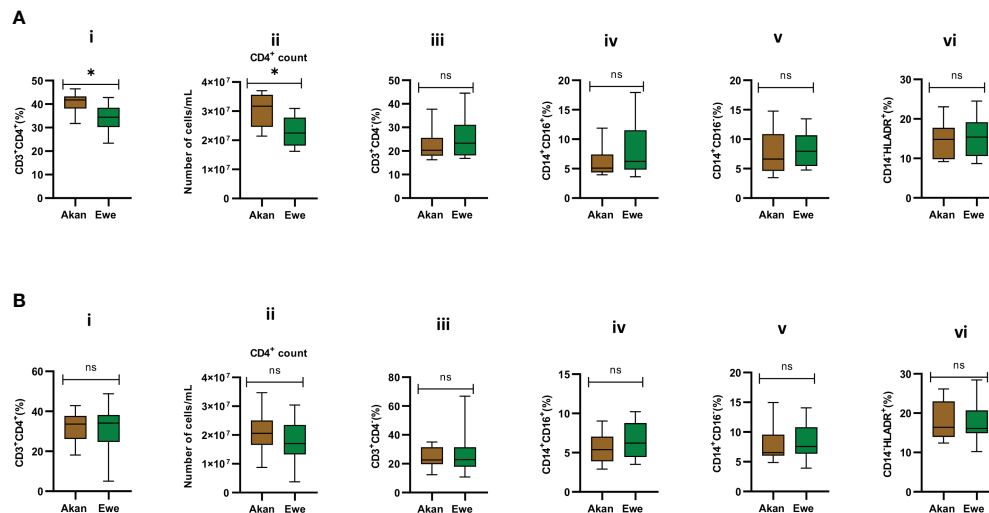 A
i
ii
iii
iv
v
vi
CD4⁺ count
*
*
ns
ns
ns
ns
CD3⁺CD4⁺(%)
50
40
30
20
10
0
Akan Ewe
Number of cells/mL
4×10⁷
3×10⁷
2×10⁷
1×10⁷
0
Akan Ewe
CD3⁺CD4⁻(%)
50
40
30
20
10
0
Akan Ewe
CD14⁺CD16⁺(%)
20
15
10
5
0
Akan Ewe
CD14⁺CD16⁻(%)
20
15
10
5
0
Akan Ewe
CD14⁺HLADR⁺(%)
30
20
10
0
Akan Ewe
B
i
ii
iii
iv
v
vi
CD4⁺ count
ns
ns
ns
ns
ns
ns
CD3⁺CD4⁺(%)
60
40
20
0
Akan Ewe
Number of cells/mL
4×10⁷
3×10⁷
2×10⁷
1×10⁷
0
Akan Ewe
CD3⁺CD4⁻(%)
80
60
40
20
0
Akan Ewe
CD14⁺CD16⁺(%)
15
10
5
0
Akan Ewe
CD14⁺CD16⁻(%)
20
15
10
5
0
Akan Ewe
CD14⁺HLADR⁺(%)
30
20
10
0
Akan Ewe